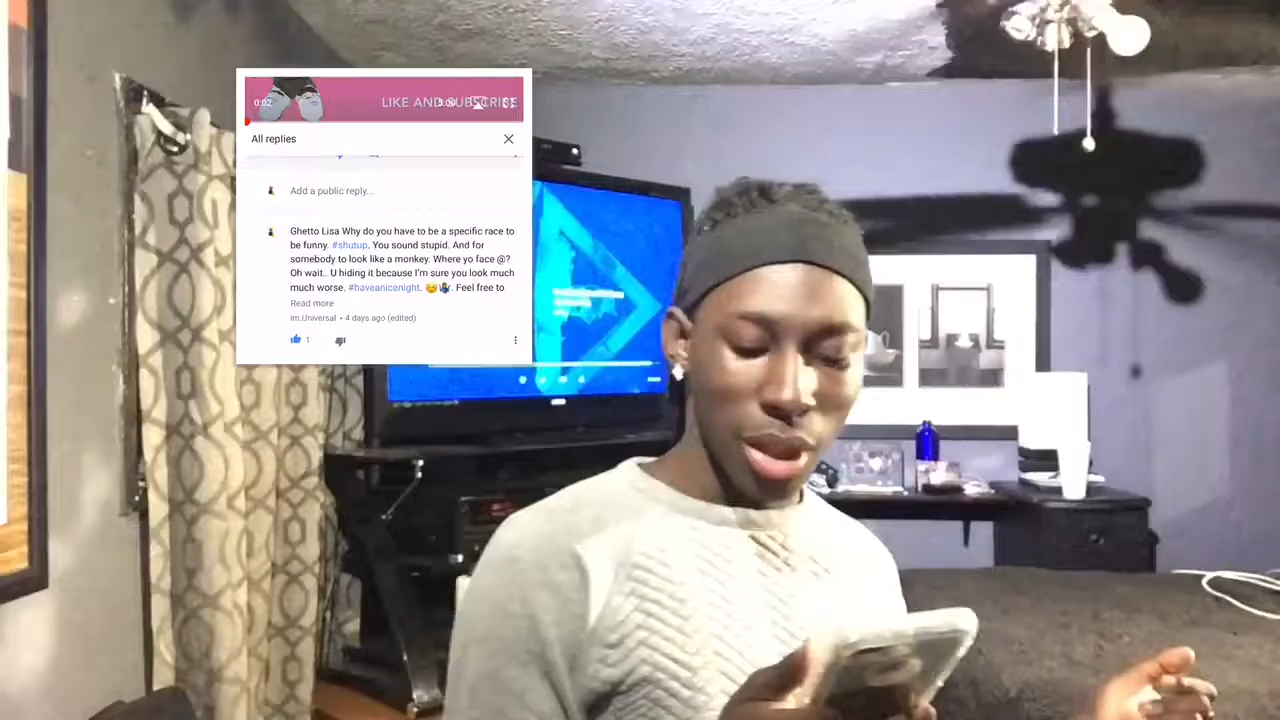 0:02
LIKE AND SUBSCRIBE
All replies
Add a public reply...
Ghetto Lisa Why do you have to be a specific race to
be funny. #shutup. You sound stupid. And for
somebody to look like a monkey. Where yo face @?
Oh wait.. U hiding it because I'm sure you look much
much worse. #haveanicenight. 😊🤷🏿‍♂️. Feel free to
Read more
Im.Universal • 4 days ago (edited)
1